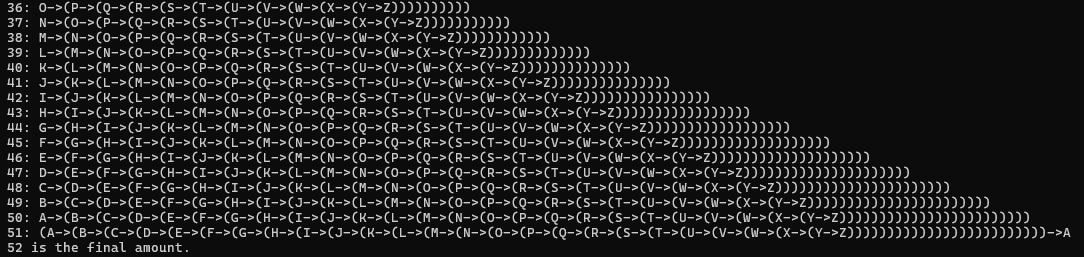 36: O->(P->(Q->(R->(S->(T->(U->(V->(W->(X->(Y->Z))))))))))
37: N->(O->(P->(Q->(R->(S->(T->(U->(V->(W->(X->(Y->Z)))))))))))
38: M->(N->(O->(P->(Q->(R->(S->(T->(U->(V->(W->(X->(Y->Z))))))))))))
39: L->(M->(N->(O->(P->(Q->(R->(S->(T->(U->(V->(W->(X->(Y->Z)))))))))))))
40: K->(L->(M->(N->(O->(P->(Q->(R->(S->(T->(U->(V->(W->(X->(Y->Z))))))))))))))
41: J->(K->(L->(M->(N->(O->(P->(Q->(R->(S->(T->(U->(V->(W->(X->(Y->Z)))))))))))))))
42: I->(J->(K->(L->(M->(N->(O->(P->(Q->(R->(S->(T->(U->(V->(W->(X->(Y->Z))))))))))))))))
43: H->(I->(J->(K->(L->(M->(N->(O->(P->(Q->(R->(S->(T->(U->(V->(W->(X->(Y->Z)))))))))))))))))
44: G->(H->(I->(J->(K->(L->(M->(N->(O->(P->(Q->(R->(S->(T->(U->(V->(W->(X->(Y->Z))))))))))))))))))
45: F->(G->(H->(I->(J->(K->(L->(M->(N->(O->(P->(Q->(R->(S->(T->(U->(V->(W->(X->(Y->Z)))))))))))))))))))
46: E->(F->(G->(H->(I->(J->(K->(L->(M->(N->(O->(P->(Q->(R->(S->(T->(U->(V->(W->(X->(Y->Z))))))))))))))))))))
47: D->(E->(F->(G->(H->(I->(J->(K->(L->(M->(N->(O->(P->(Q->(R->(S->(T->(U->(V->(W->(X->(Y->Z)))))))))))))))))))))
48: C->(D->(E->(F->(G->(H->(I->(J->(K->(L->(M->(N->(O->(P->(Q->(R->(S->(T->(U->(V->(W->(X->(Y->Z))))))))))))))))))))))
49: B->(C->(D->(E->(F->(G->(H->(I->(J->(K->(L->(M->(N->(O->(P->(Q->(R->(S->(T->(U->(V->(W->(X->(Y->Z)))))))))))))))))))))))
50: A->(B->(C->(D->(E->(F->(G->(H->(I->(J->(K->(L->(M->(N->(O->(P->(Q->(R->(S->(T->(U->(V->(W->(X->(Y->Z))))))))))))))))))))))))
51: (A->(B->(C->(D->(E->(F->(G->(H->(I->(J->(K->(L->(M->(N->(O->(P->(Q->(R->(S->(T->(U->(V->(W->(X->(Y->Z)))))))))))))))))))))))))->A
52 is the final amount.